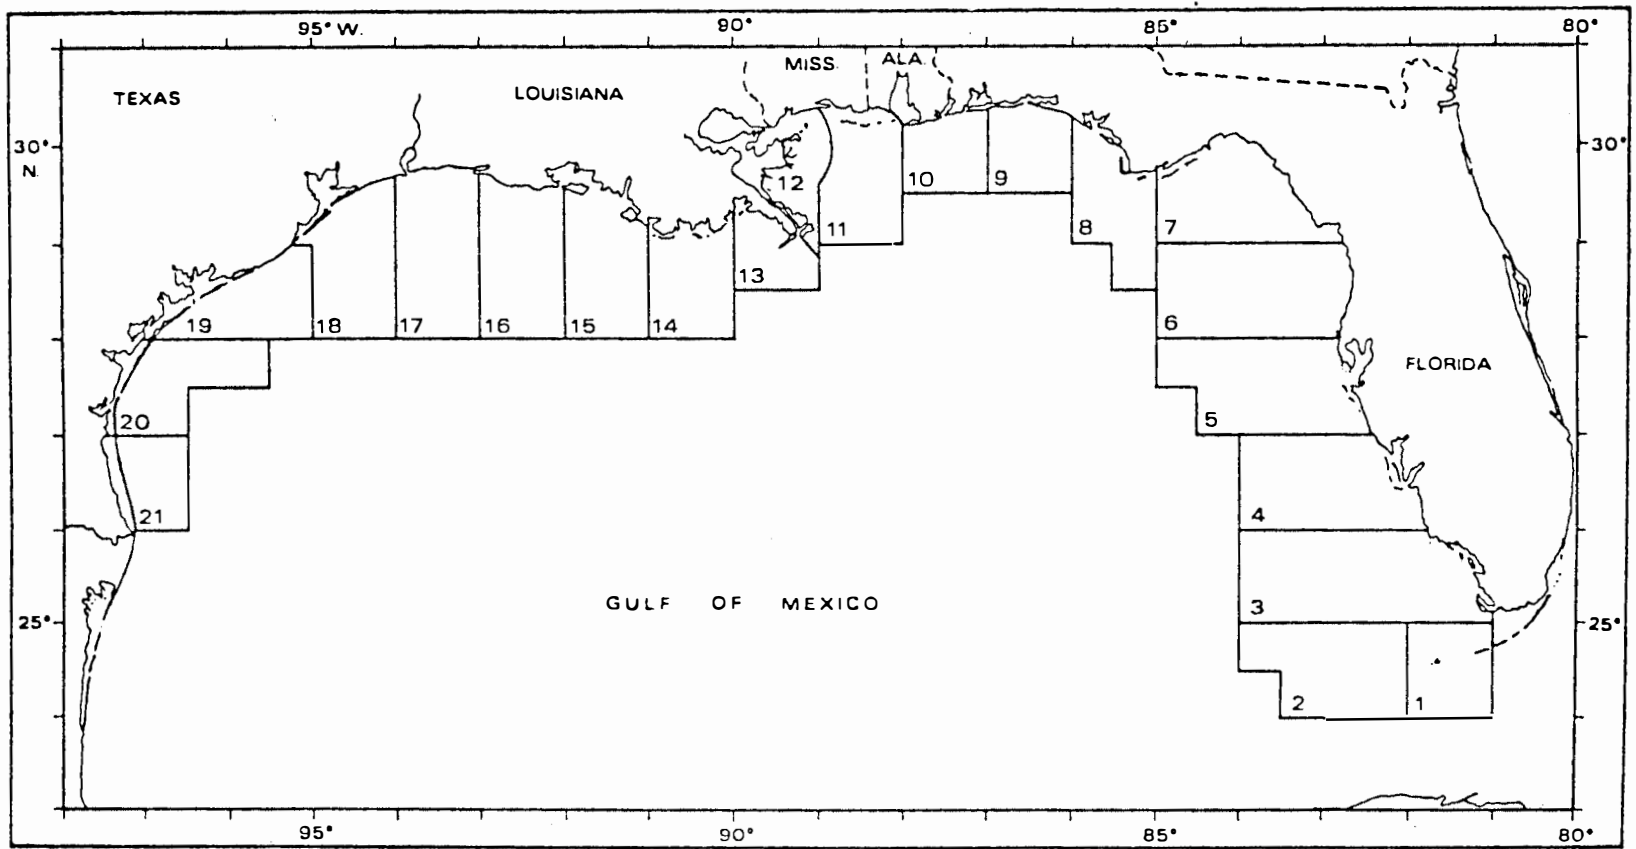 95° W. 90° 85° 80°
TEXAS LOUISIANA MISS. ALA.
30° N. 30°
12 10 9
11 8 7
13
19 18 17 16 15 14 6
FLORIDA
20 5
21 4
GULF OF MEXICO 3
25° 25°
2 1
95° 90° 85° 80°